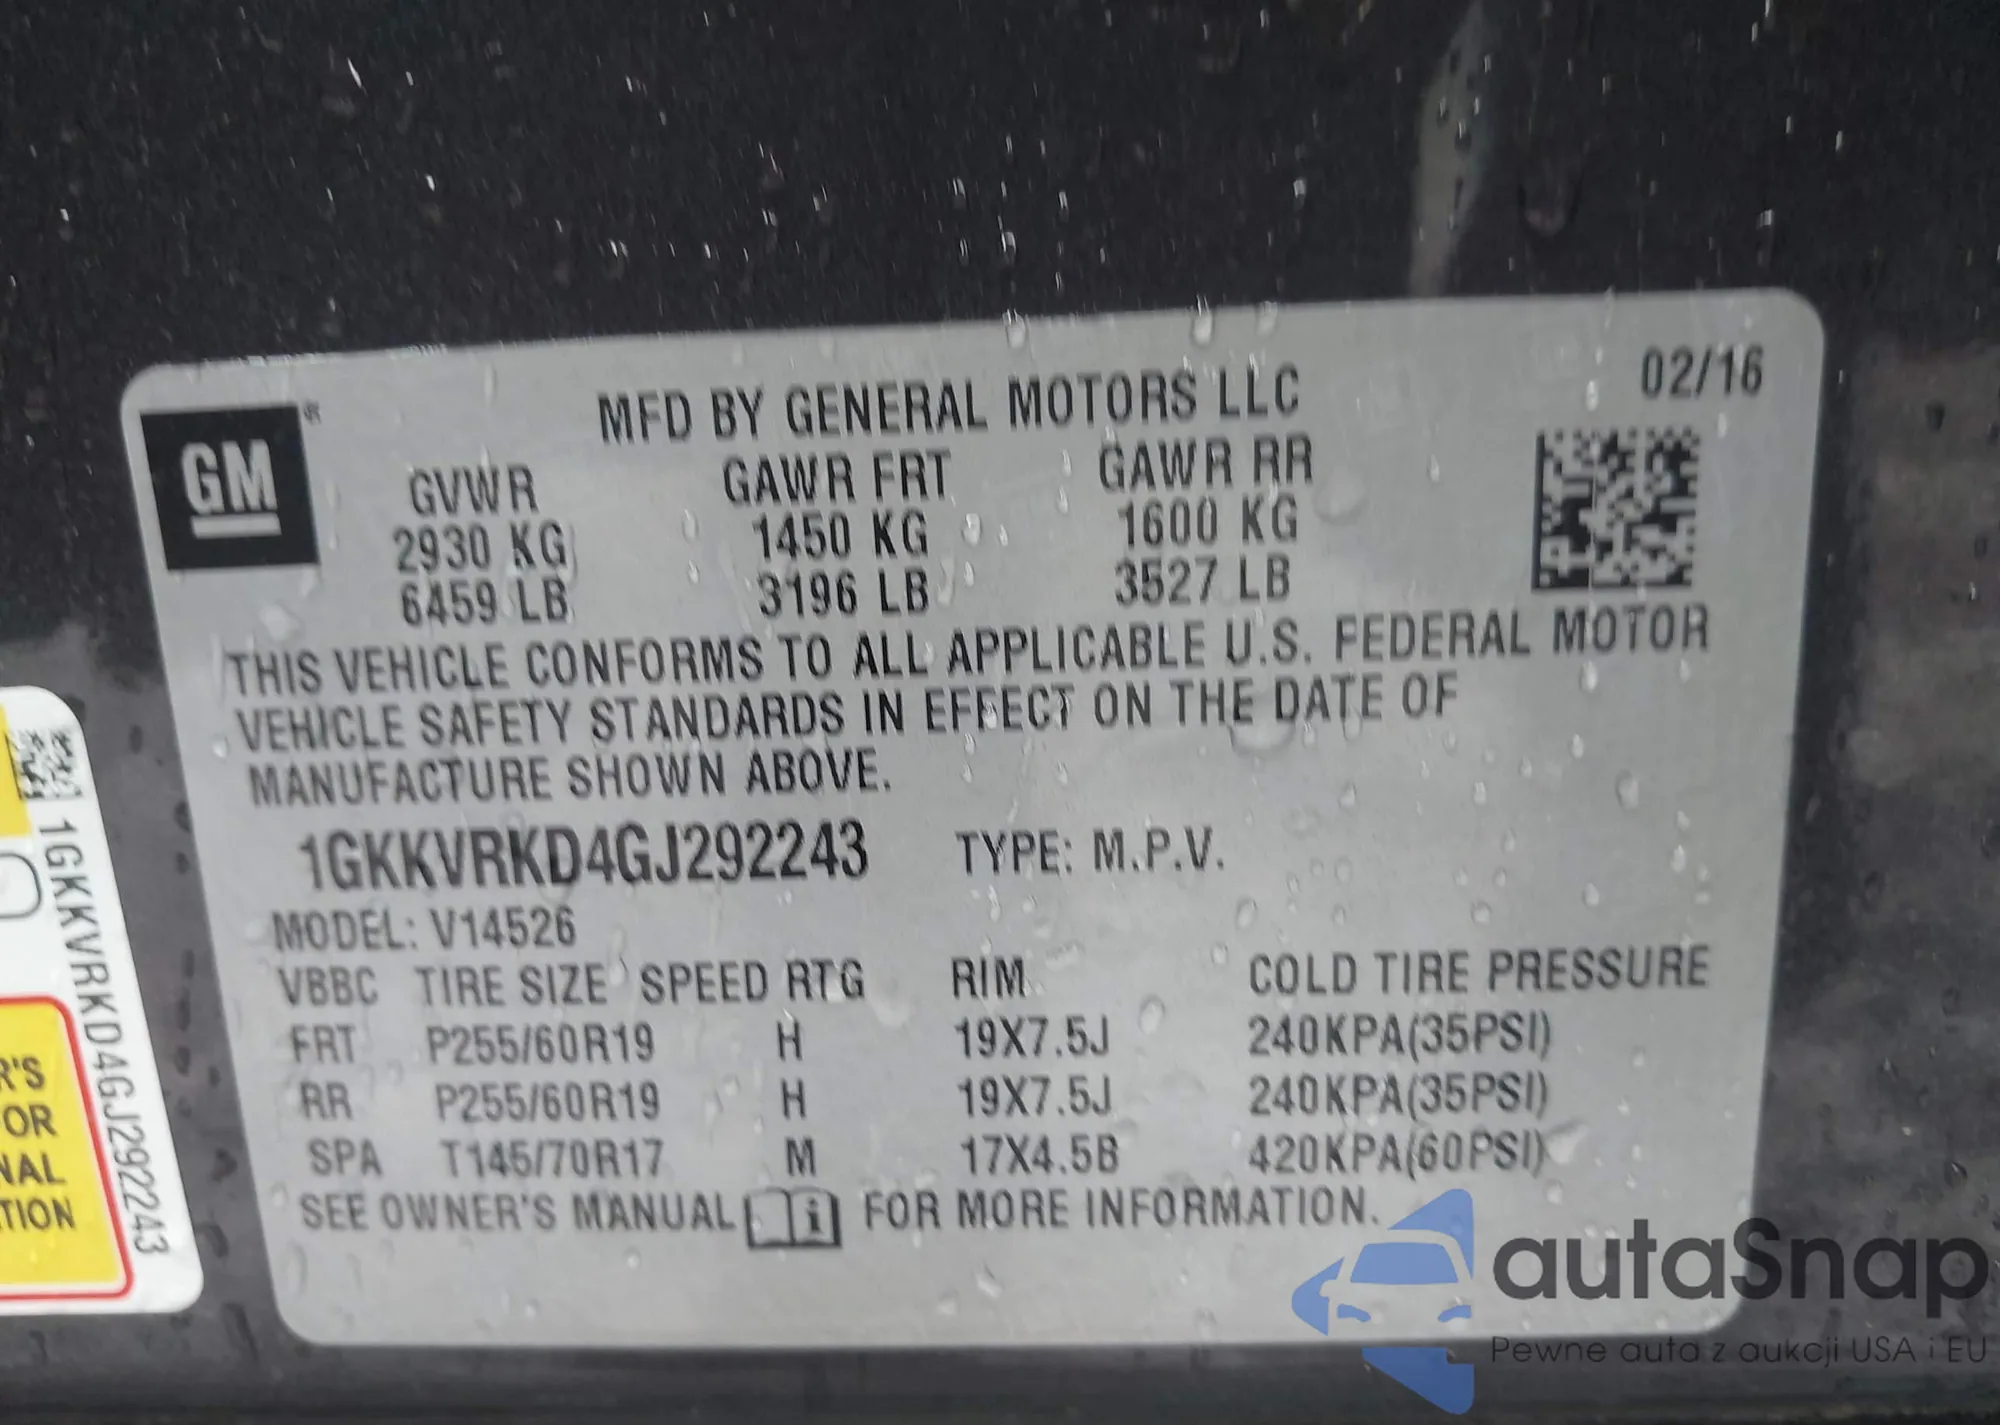 MFD BY GENERAL MOTORS LLC
02/16
GM
GVWR GAWR FRT GAWR RR
2930 KG 1450 KG 1600 KG
6459 LB 3196 LB 3527 LB
THIS VEHICLE CONFORMS TO ALL APPLICABLE U.S. FEDERAL MOTOR
VEHICLE SAFETY STANDARDS IN EFFECT ON THE DATE OF
MANUFACTURE SHOWN ABOVE.
1GKKVRKD4GJ292243 TYPE: M.P.V.
MODEL: V14526
VBBC TIRE SIZE SPEED RTG RIM COLD TIRE PRESSURE
FRT P255/60R19 H 19X7.5J 240KPA(35PSI)
RR P255/60R19 H 19X7.5J 240KPA(35PSI)
SPA T145/70R17 M 17X4.5B 420KPA(60PSI)
SEE OWNER'S MANUAL i FOR MORE INFORMATION.
1GKKVRKD4GJ292243
R'S
OR
NAL
TION
autaSnap
Pewne auta z aukcji USA i EU